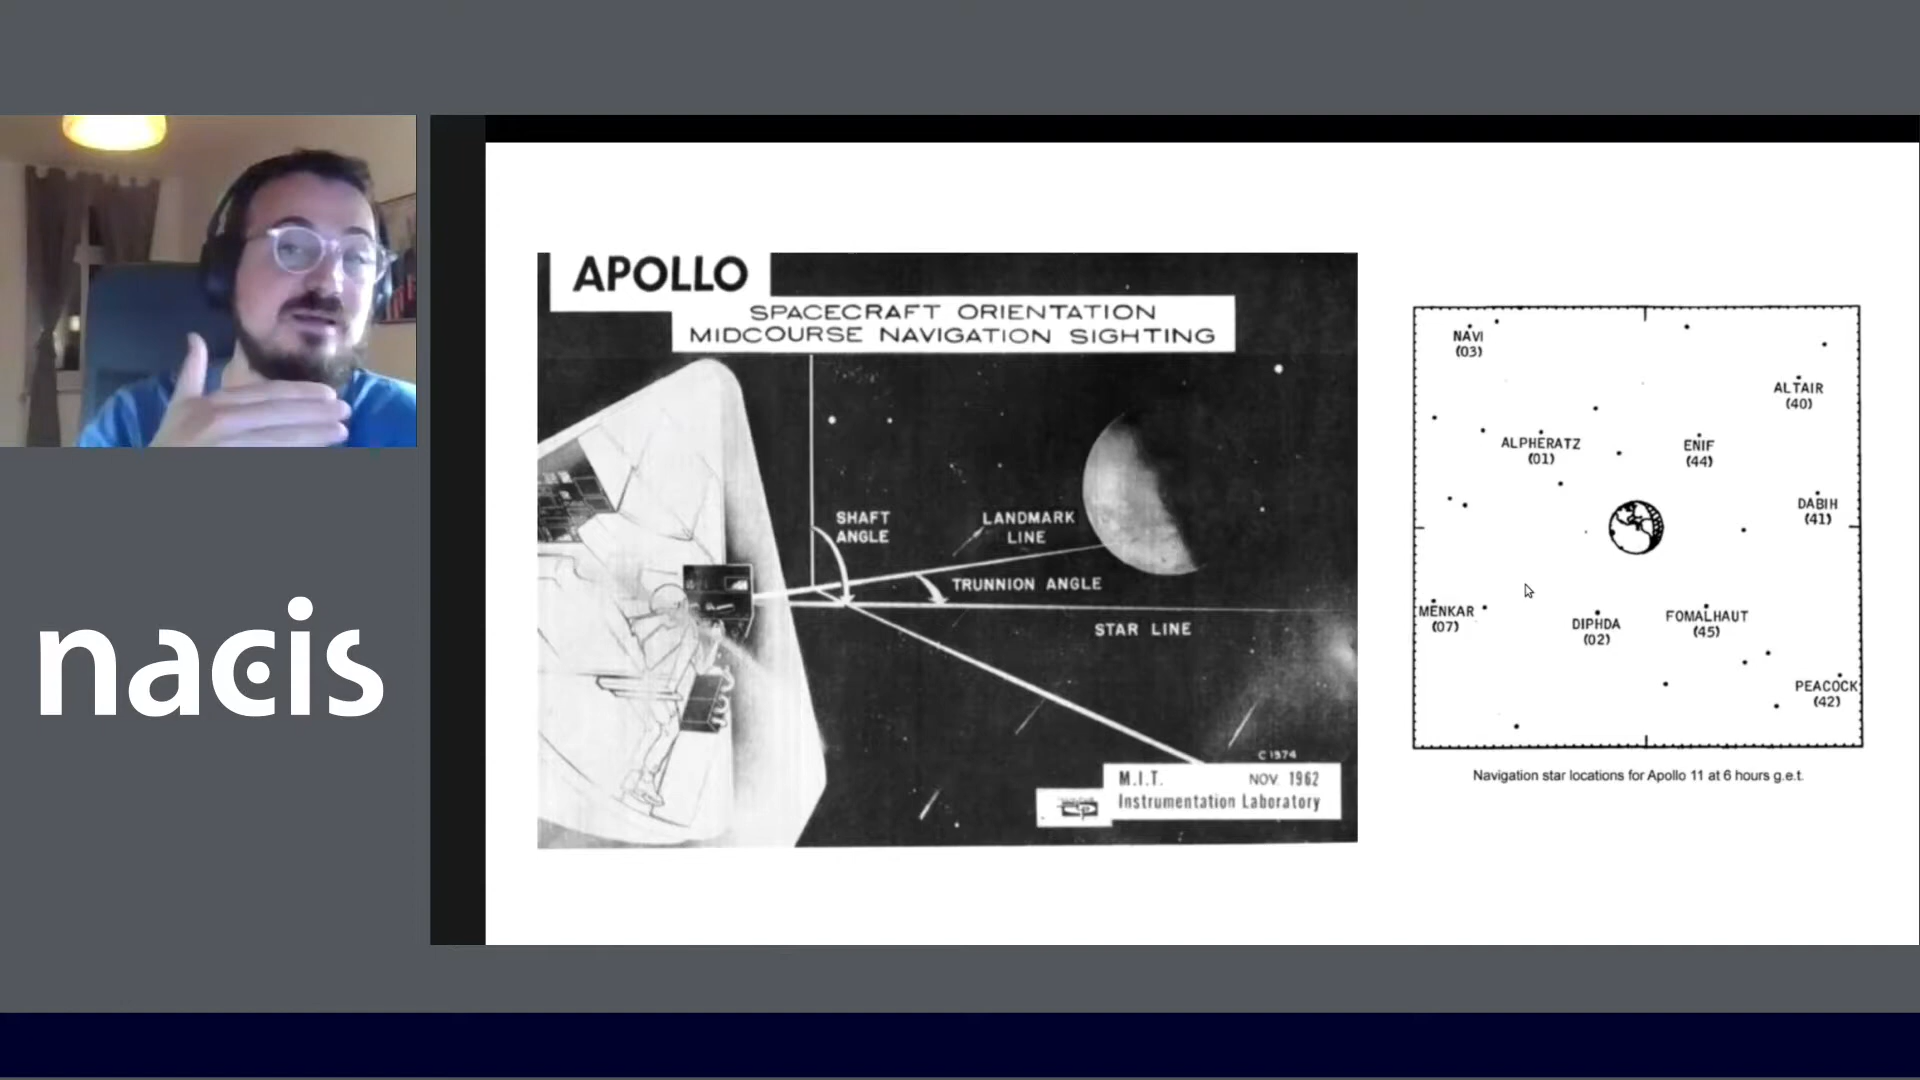 nacis
APOLLO
SPACECRAFT ORIENTATION
MIDCOURSE NAVIGATION SIGHTING
SHAFT
ANGLE
LANDMARK
LINE
TRUNNION ANGLE
STAR LINE
C 1974
M.I.T. NOV. 1962
Instrumentation Laboratory
NAVI
(03)
ALTAIR
(40)
ALPHERATZ
(01)
ENIF
(44)
DABIH
(41)
MENKAR
(07)
DIPHDA
(02)
FOMALHAUT
(45)
PEACOCK
(42)
Navigation star locations for Apollo 11 at 6 hours g.e.t.